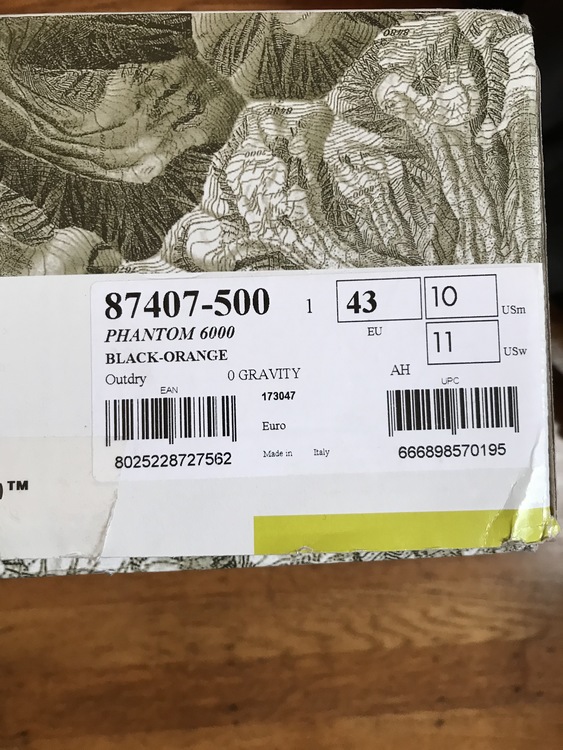 87407-500 1 43 10 USm
EU
PHANTOM 6000
11 USw
BLACK-ORANGE
Outdry 0 GRAVITY AH
EAN UPC
173047
Euro
8025228727562 Made in Italy 666898570195
)™